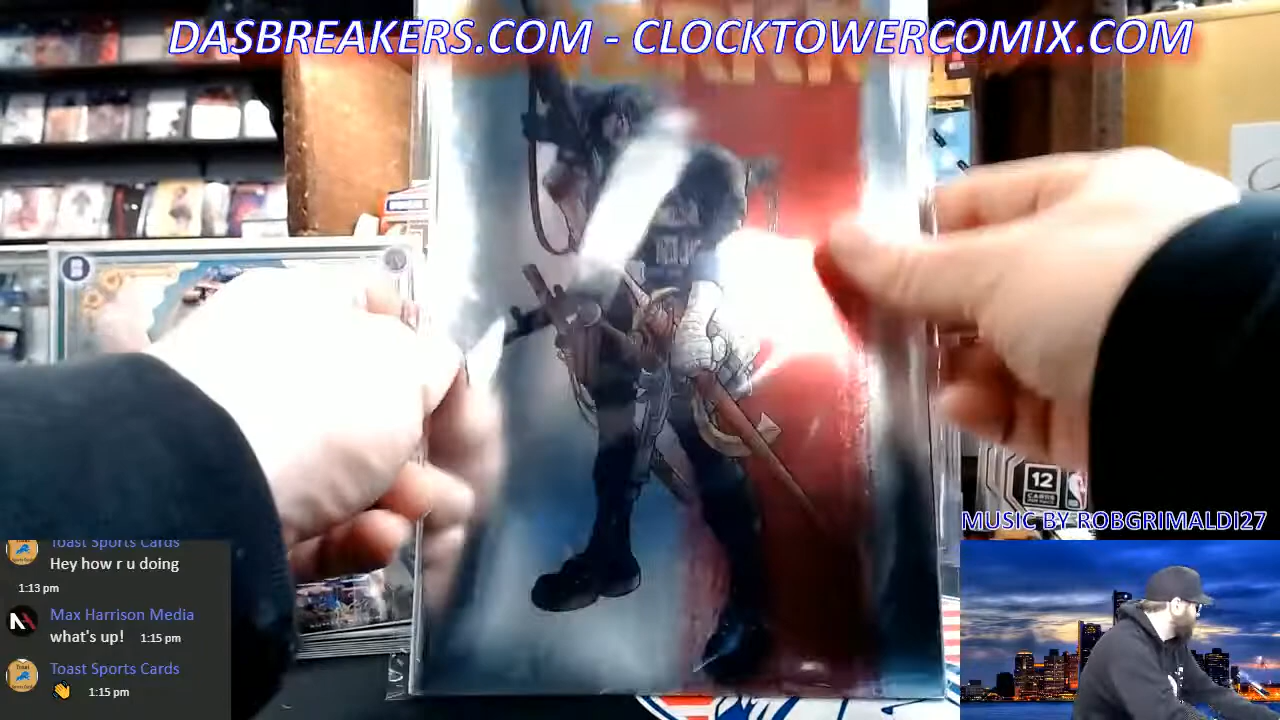 DASBREAKERS.COM - CLOCKTOWERCOMIX.COM
12
CARDS
MUSIC BY ROBGRIMALDI27
Toast Sports Cards
Hey how r u doing
1:13 pm
Max Harrison Media
what's up! 1:15 pm
Toast Sports Cards
👋 1:15 pm